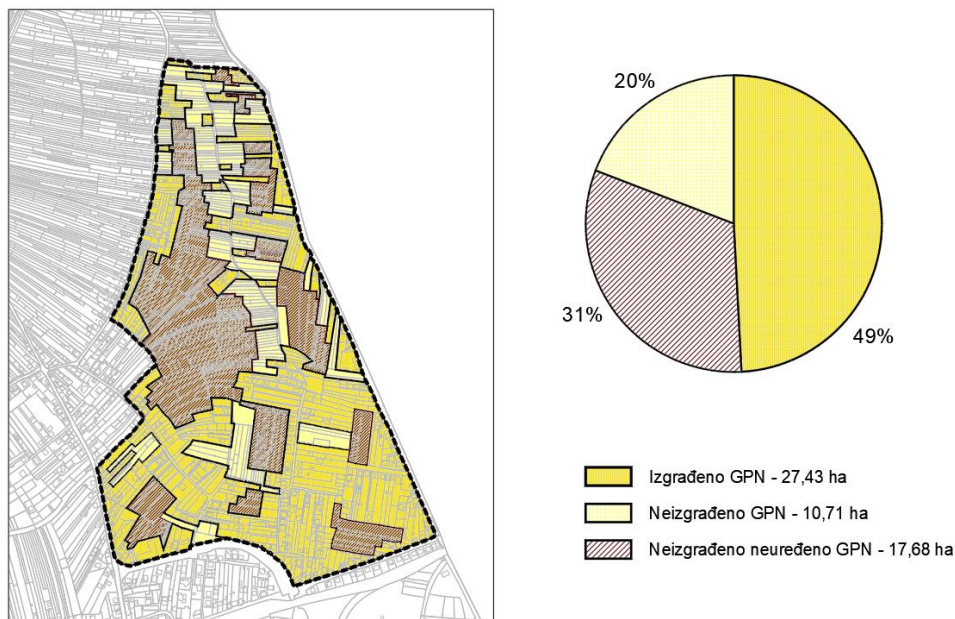 20%
31%
49%
Izgrađeno GPN - 27,43 ha
Neizgrađeno GPN - 10,71 ha
Neizgrađeno neuređeno GPN - 17,68 ha